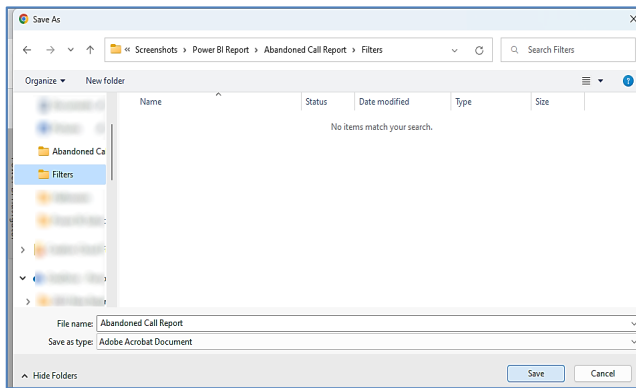 Save As
« Screenshots > Power BI Report > Abandoned Call Report > Filters
Search Filters
Organize New folder
Name Status Date modified Type Size
No items match your search.
Abandoned Ca
Filters
File name: Abandoned Call Report
Save as type: Adobe Acrobat Document
Hide Folders Save Cancel